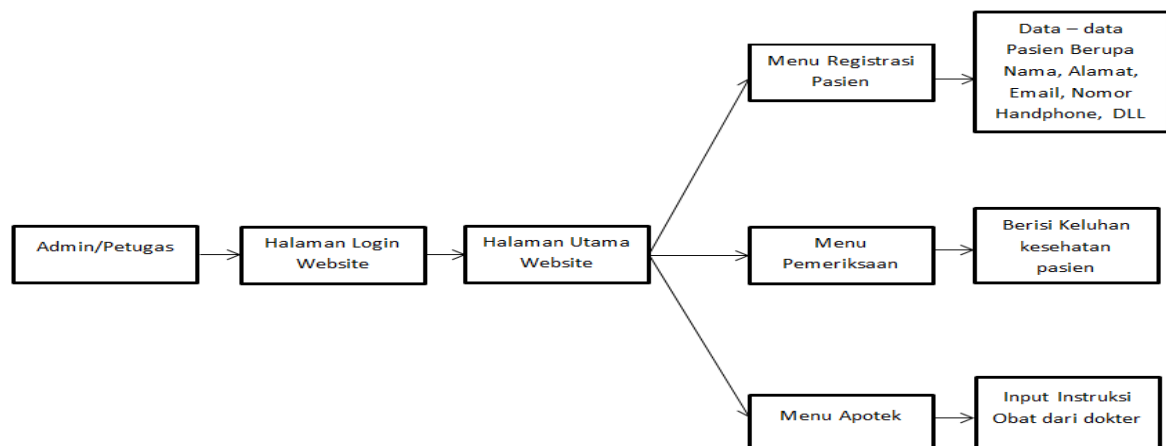 Admin/Petugas
Halaman Login
Website
Halaman Utama
Website
Menu Registrasi
Pasien
Data – data
Pasien Berupa
Nama, Alamat,
Email, Nomor
Handphone, DLL
Menu
Pemeriksaan
Berisi Keluhan
kesehatan
pasien
Menu Apotek
Input Instruksi
Obat dari dokter